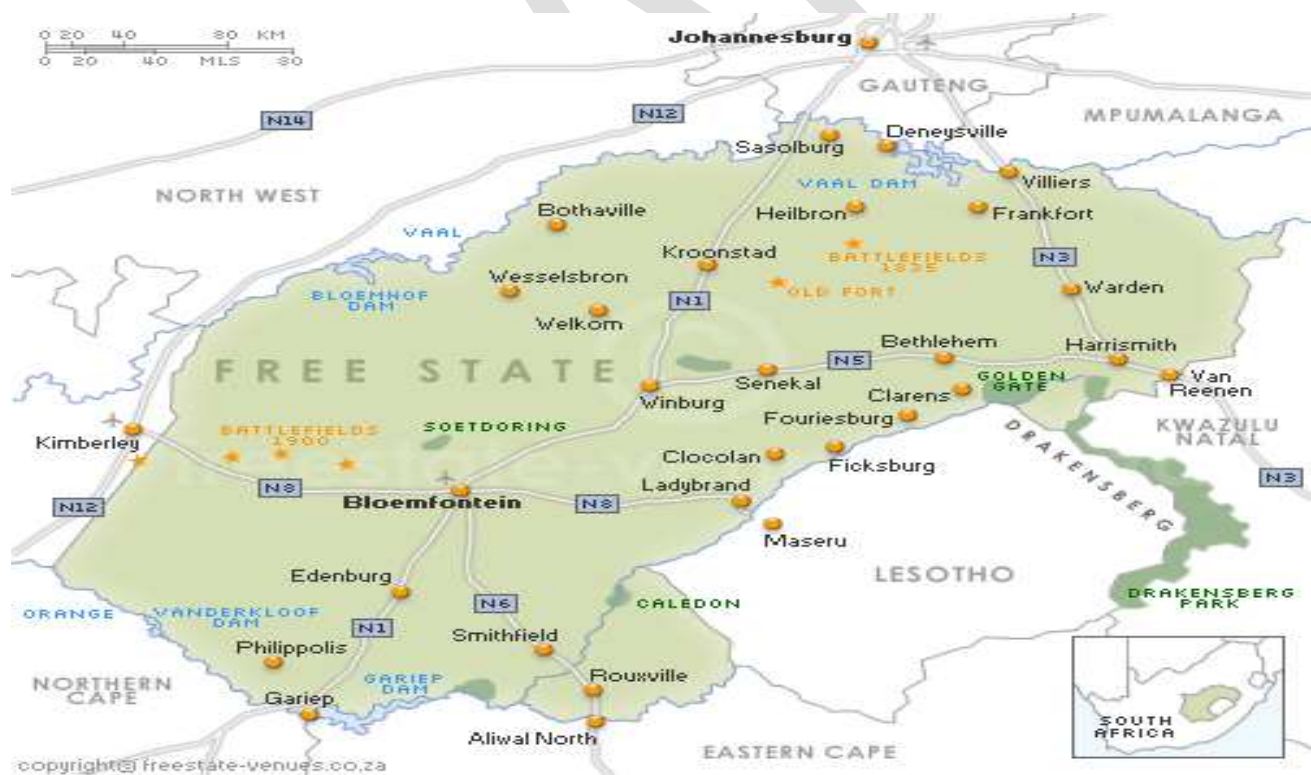 0 20 40 80 KM
0 20 40 MLS 80
Johannesburg
GAUTENG
MPUMALANGA
N14
N12
Sasolburg
Deneysville
NORTH WEST
VAAL DAM
Villiers
Bothaville
Heilbron
Frankfort
VAAL
Kroonstad
BATTLEFIELDS
1835
N3
Wesselsbron
OLD FORT
Warden
BLOEMHOF
DAM
N1
Welkom
Bethlehem
Harrismith
FREE STATE
N5
Senekal
GOLDEN
GATE
Van
Reenen
Winburg
Clarens
Fouriesburg
Kimberley
BATTLEFIELDS
1900
SOETDORING
DRAKENSBERG
KWAZULU
NATAL
Clocolan
Ficksburg
N8
Ladybrand
N3
N12
Bloemfontein
N8
Maseru
Edenburg
LESOTHO
ORANGE
VANDERKLOOF
DAM
N6
CALEDON
DRAKENSBERG
PARK
N1
Smithfield
Philippolis
NORTHERN
CAPE
GARIEP
DAM
Rouxville
Gariep
SOUTH
AFRICA
Aliwal North
EASTERN CAPE
copyright@freestate-venues.co.za